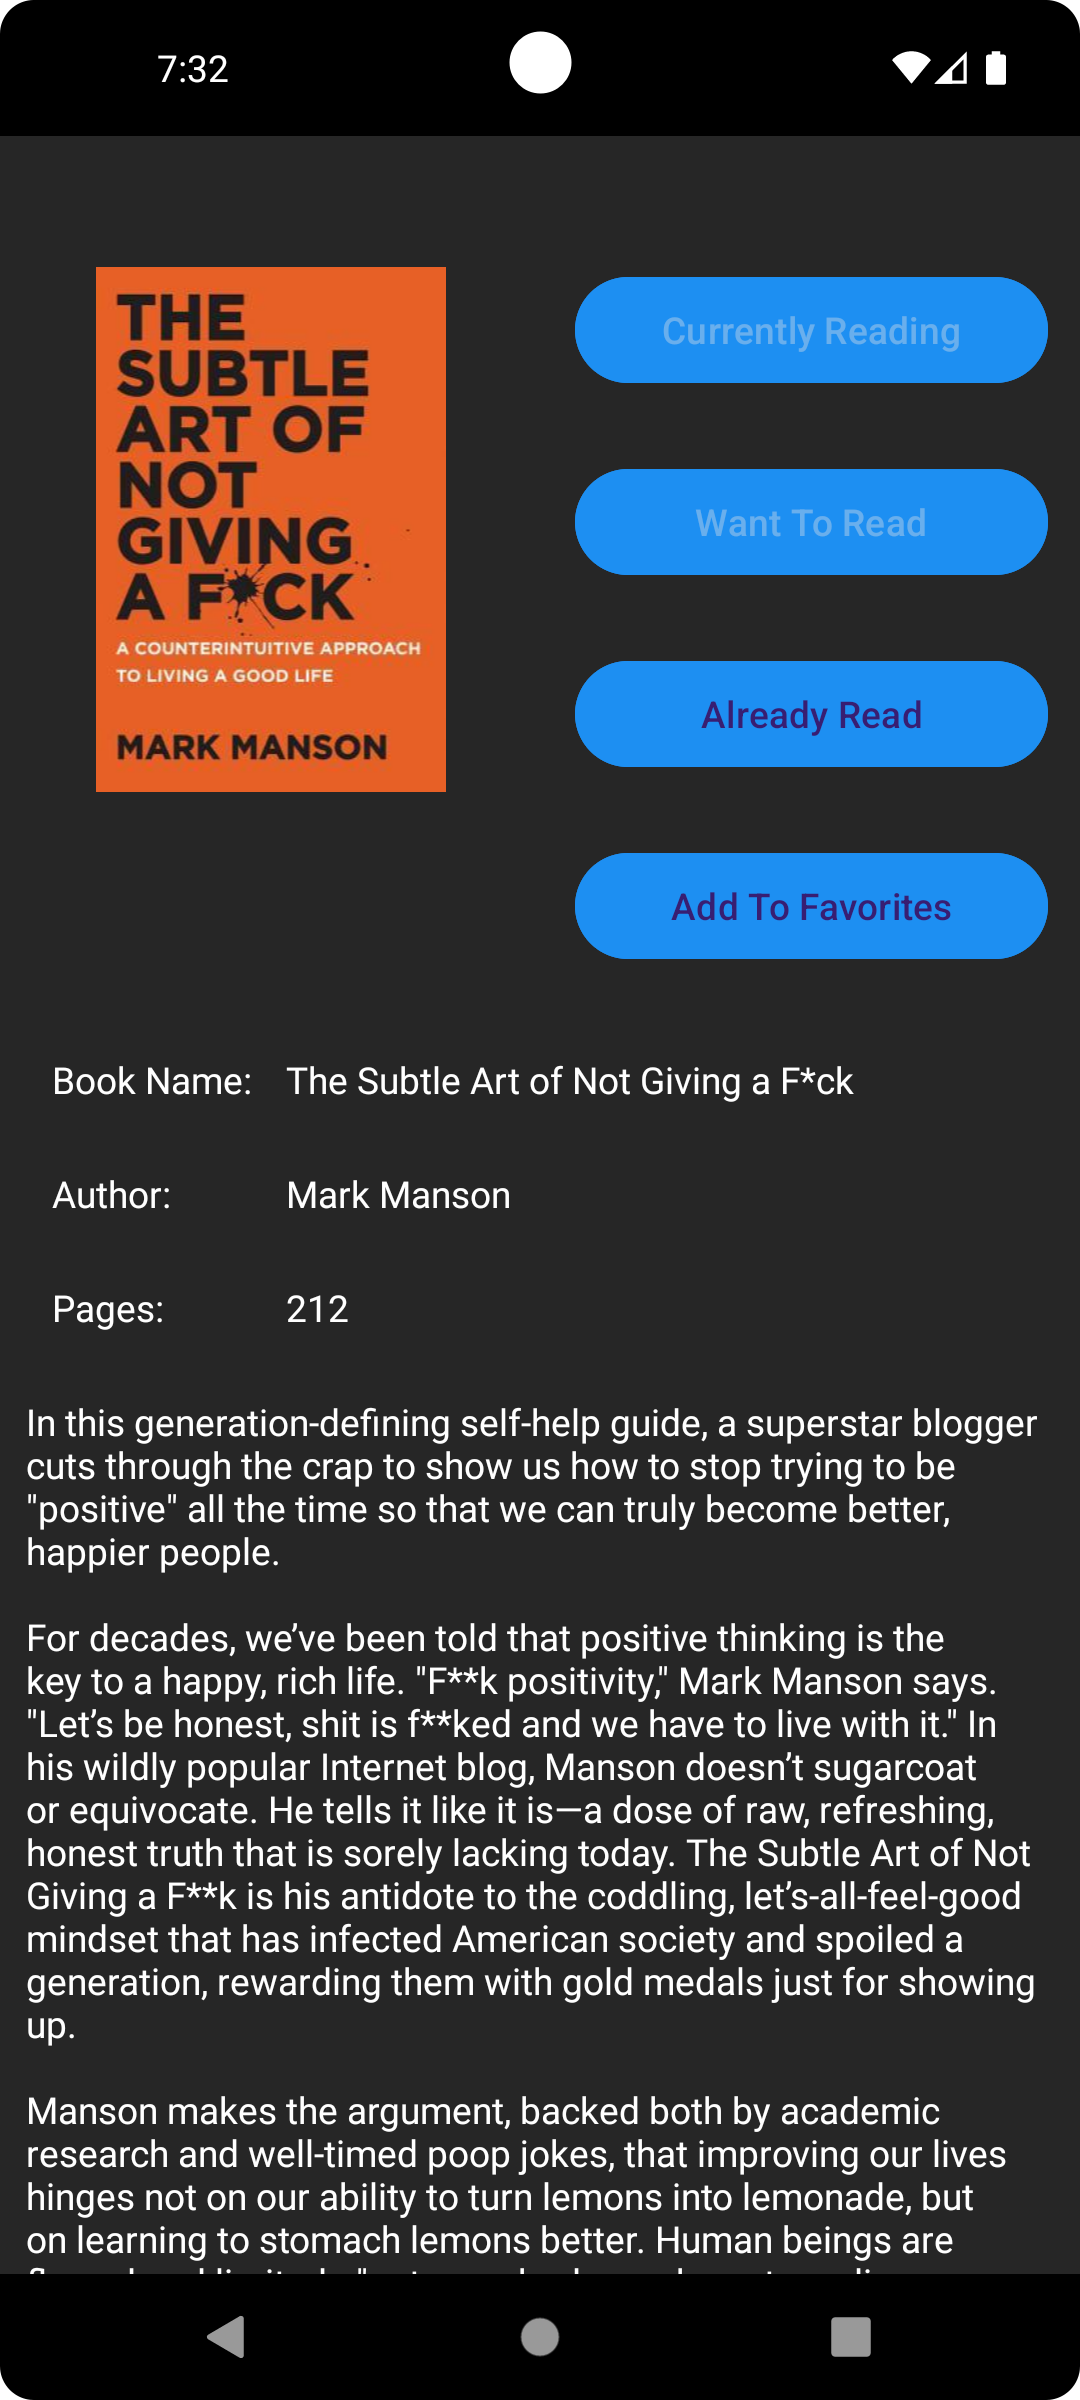 7:32
THE
SUBTLE
ART OF
NOT
GIVING
A F*CK
A COUNTERINTUITIVE APPROACH
TO LIVING A GOOD LIFE
MARK MANSON
Currently Reading
Want To Read
Already Read
Add To Favorites
Book Name: The Subtle Art of Not Giving a F*ck
Author: Mark Manson
Pages: 212
In this generation-defining self-help guide, a superstar blogger
cuts through the crap to show us how to stop trying to be
"positive" all the time so that we can truly become better,
happier people.
For decades, we’ve been told that positive thinking is the
key to a happy, rich life. "F**k positivity," Mark Manson says.
"Let’s be honest, shit is f**ked and we have to live with it." In
his wildly popular Internet blog, Manson doesn’t sugarcoat
or equivocate. He tells it like it is—a dose of raw, refreshing,
honest truth that is sorely lacking today. The Subtle Art of Not
Giving a F**k is his antidote to the coddling, let’s-all-feel-good
mindset that has infected American society and spoiled a
generation, rewarding them with gold medals just for showing
up.
Manson makes the argument, backed both by academic
research and well-timed poop jokes, that improving our lives
hinges not on our ability to turn lemons into lemonade, but
on learning to stomach lemons better. Human beings are